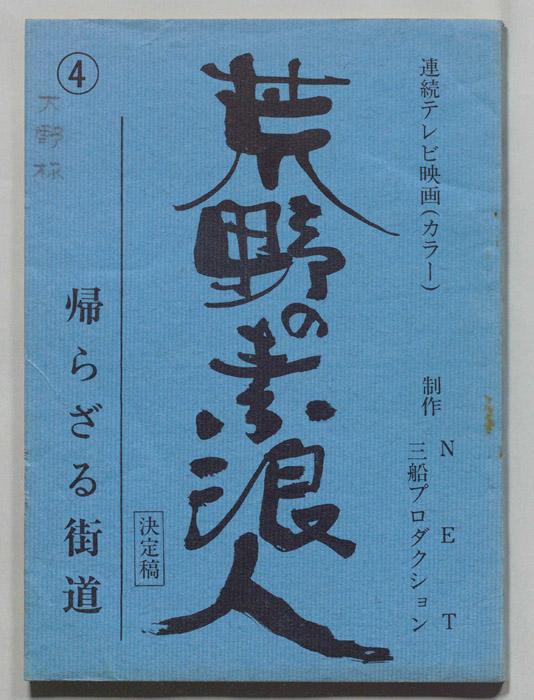 連続テレビ映画(カラー)
制作 NET
三船プロダクション
荒野の素浪人
決定稿
④
大野様
帰らざる街道